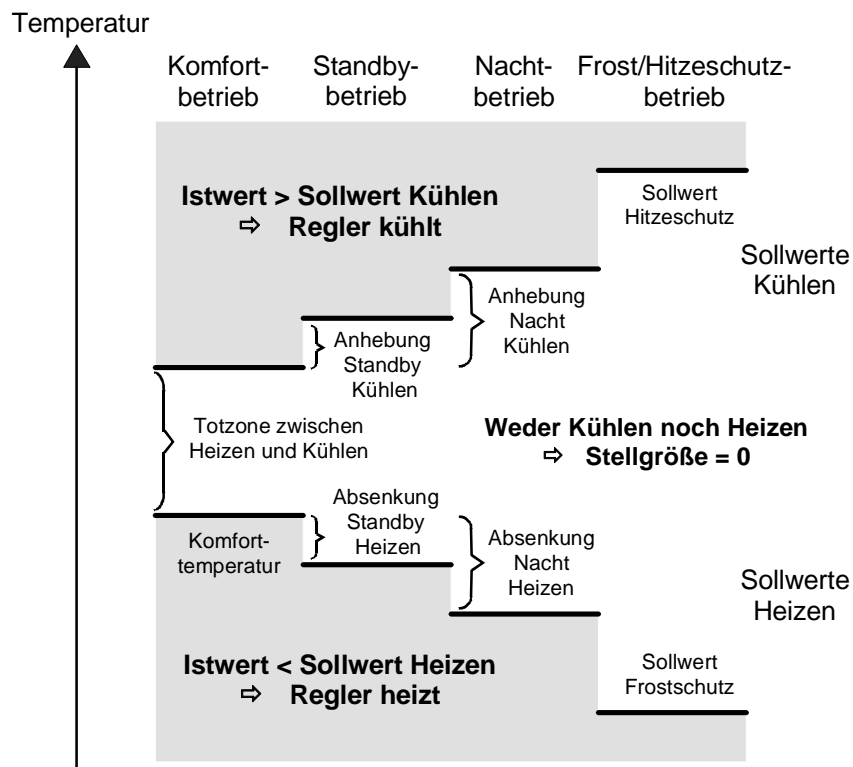 Temperatur
Komfort-
betrieb
Standby-
betrieb
Nacht-
betrieb
Frost/Hitzeschutz-
betrieb
Istwert > Sollwert Kühlen
⇨ Regler kühlt
Sollwert
Hitzeschutz
Sollwerte
Kühlen
Anhebung
Nacht
Kühlen
Anhebung
Standby
Kühlen
Totzone zwischen
Heizen und Kühlen
Weder Kühlen noch Heizen
⇨ Stellgröße = 0
Absenkung
Standby
Heizen
Komfort-
temperatur
Absenkung
Nacht
Heizen
Sollwerte
Heizen
Istwert < Sollwert Heizen
⇨ Regler heizt
Sollwert
Frostschutz